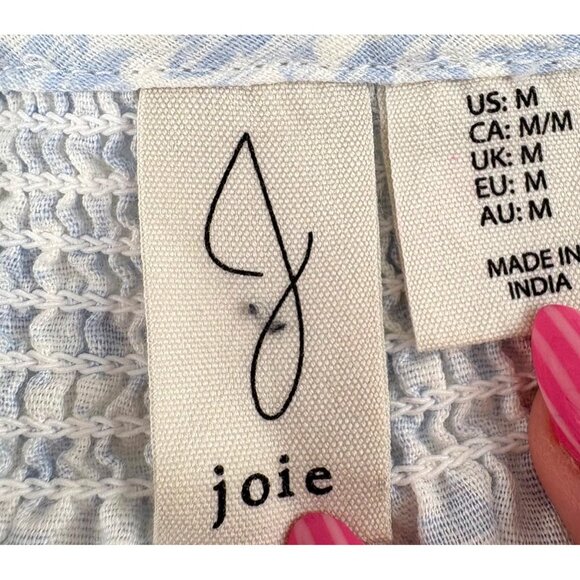 joie
US: M
CA: M/M
UK: M
EU: M
AU: M
MADE IN
INDIA